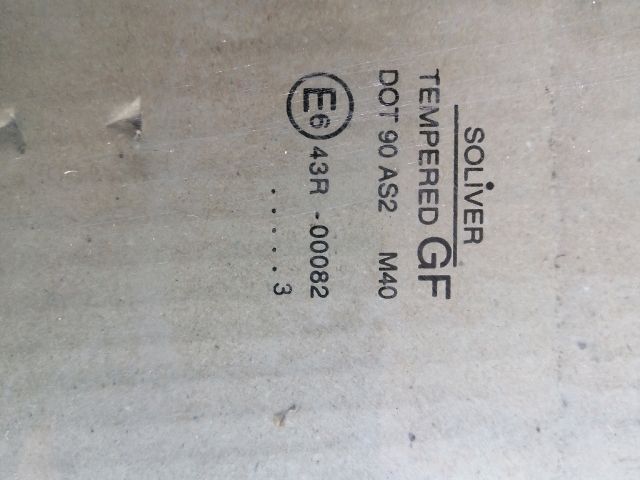 SOLiVER
TEMPERED GF
DOT 90 AS2 M40
E6 43R -00082
.....3